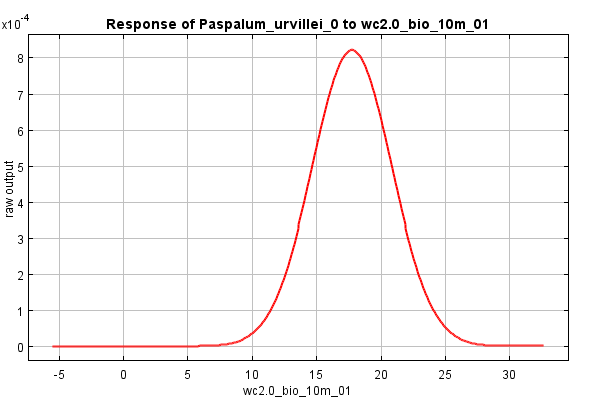 Response of Paspalum_urvillei_0 to wc2.0_bio_10m_01
x10^-4
8
7
6
5
4
3
2
1
0
raw output
-5 0 5 10 15 20 25 30
wc2.0_bio_10m_01